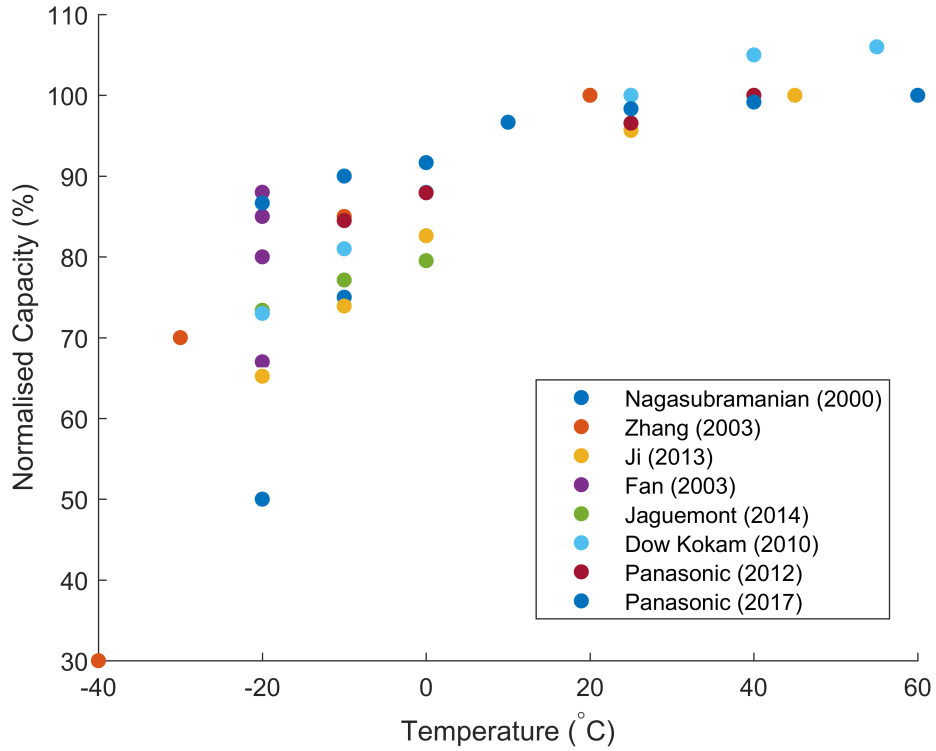 110
100
90
80
70
60
50
40
30
Normalised Capacity (%)
-40 -20 0 20 40 60
Temperature (°C)
Nagasubramanian (2000)
Zhang (2003)
Ji (2013)
Fan (2003)
Jaguemont (2014)
Dow Kokam (2010)
Panasonic (2012)
Panasonic (2017)